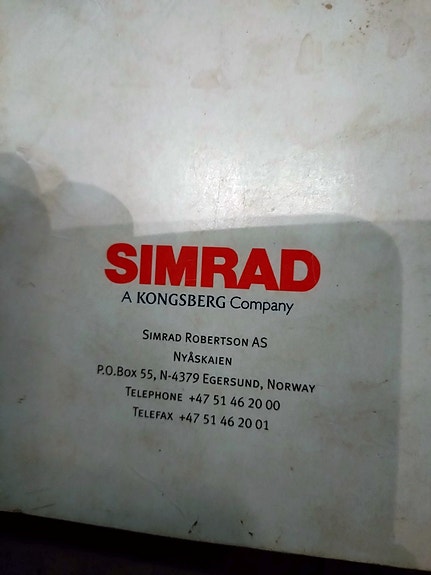 SIMRAD
A KONGSBERG Company
SIMRAD ROBERTSON AS
NYÅSKAIEN
P.O.BOX 55, N-4379 EGERSUND, NORWAY
TELEPHONE +47 51 46 20 00
TELEFAX +47 51 46 20 01